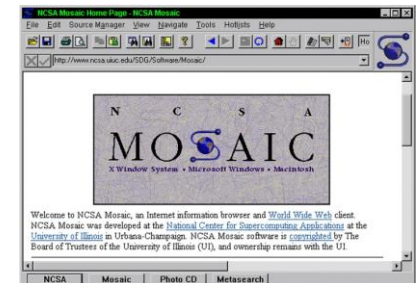 NCSA Mosaic Home Page - NCSA Mosaic
File Edit Source Manager View Navigate Tools Hotlists Help
Ho
http://www.ncsa.uiuc.edu/SDG/Software/Mosaic/
N C S A
MOSAIC
X Window System • Microsoft Windows • Macintosh
Welcome to NCSA Mosaic, an Internet information browser and World Wide Web client.
NCSA Mosaic was developed at the National Center for Supercomputing Applications at the
University of Illinois in Urbana-Champaign. NCSA Mosaic software is copyrighted by The
Board of Trustees of the University of Illinois (UI), and ownership remains with the UI.
NCSA Mosaic Photo CD Metasearch